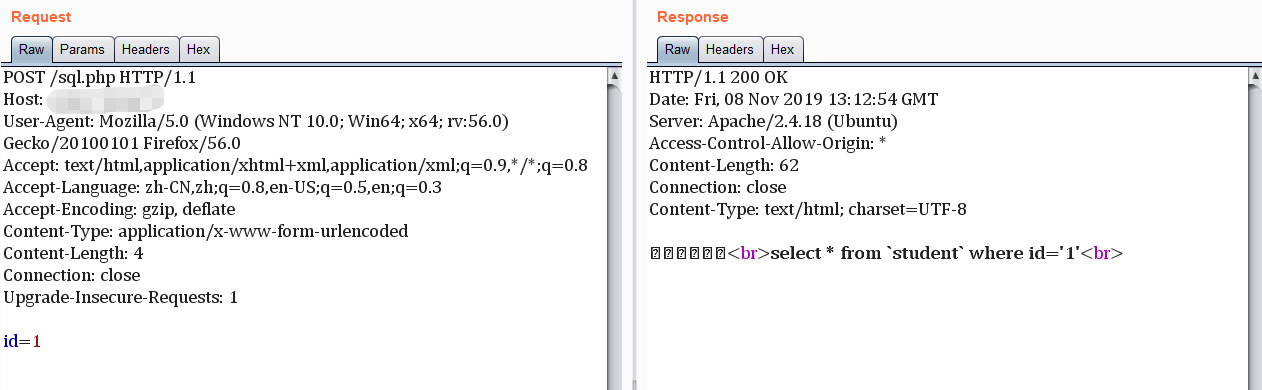 Request
Raw Params Headers Hex
POST /sql.php HTTP/1.1
Host:
User-Agent: Mozilla/5.0 (Windows NT 10.0; Win64; x64; rv:56.0)
Gecko/20100101 Firefox/56.0
Accept: text/html,application/xhtml+xml,application/xml;q=0.9,*/*;q=0.8
Accept-Language: zh-CN,zh;q=0.8,en-US;q=0.5,en;q=0.3
Accept-Encoding: gzip, deflate
Content-Type: application/x-www-form-urlencoded
Content-Length: 4
Connection: close
Upgrade-Insecure-Requests: 1
id=1
Response
Raw Headers Hex
HTTP/1.1 200 OK
Date: Fri, 08 Nov 2019 13:12:54 GMT
Server: Apache/2.4.18 (Ubuntu)
Access-Control-Allow-Origin: *
Content-Length: 62
Connection: close
Content-Type: text/html; charset=UTF-8
<br>select * from `student` where id='1'<br>